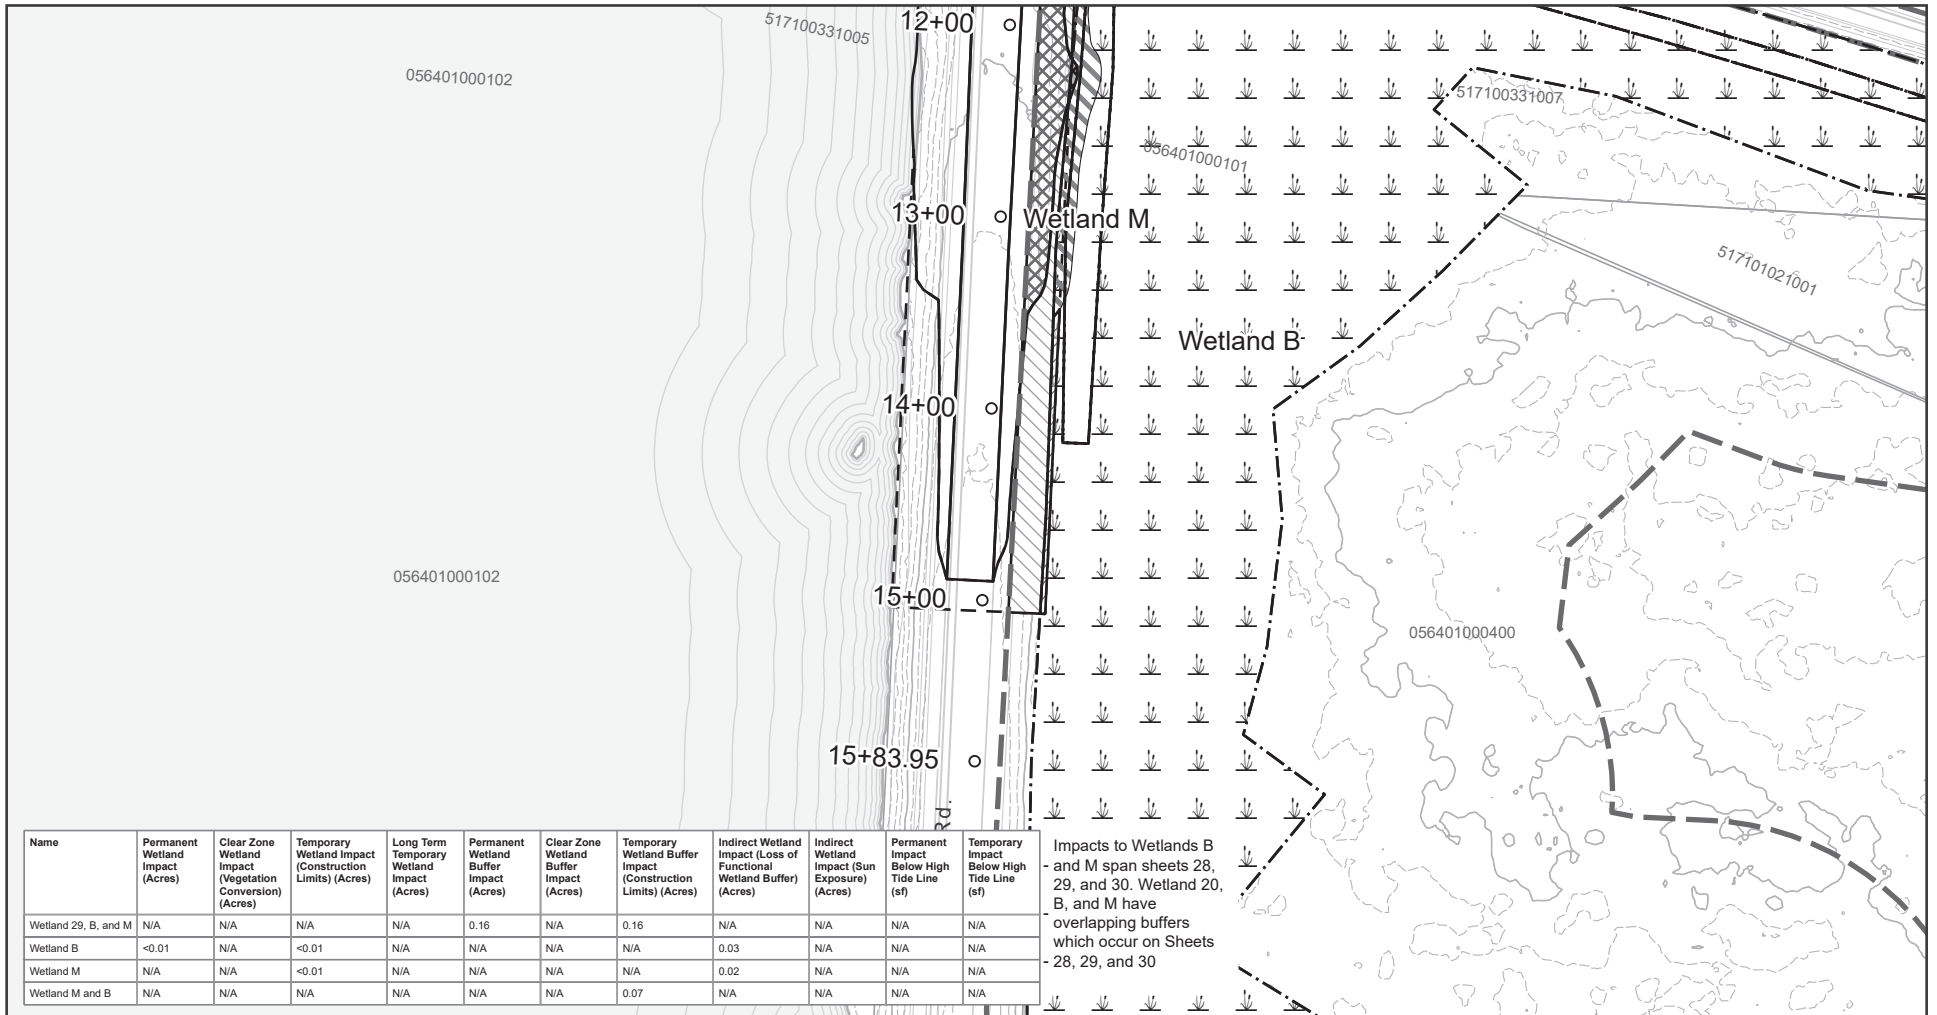 12+00
517100331005
056401000102
517100331007
056401000101
13+00
Wetland M
517101021001
Wetland B
14+00
056401000102
15+00
056401000400
15+83.95
Rd.
Name
Permanent Wetland Impact (Acres)
Clear Zone Wetland Impact (Vegetation Conversion) (Acres)
Temporary Wetland Impact (Construction Limits) (Acres)
Long Term Temporary Wetland Impact (Acres)
Permanent Wetland Buffer Impact (Acres)
Clear Zone Wetland Buffer Impact (Acres)
Temporary Wetland Buffer Impact (Construction Limits) (Acres)
Indirect Wetland Impact (Loss of Functional Wetland Buffer) (Acres)
Indirect Wetland Impact (Sun Exposure) (Acres)
Permanent Impact Below High Tide Line (sf)
Temporary Impact Below High Tide Line (sf)
Wetland 29, B, and M N/A N/A N/A N/A 0.16 N/A 0.16 N/A N/A N/A N/A
Wetland B <0.01 N/A <0.01 N/A N/A N/A N/A 0.03 N/A N/A N/A
Wetland M N/A N/A <0.01 N/A N/A N/A N/A 0.02 N/A N/A N/A
Wetland M and B N/A N/A N/A N/A N/A N/A 0.07 N/A N/A N/A N/A
Impacts to Wetlands B
and M span sheets 28,
29, and 30. Wetland 20,
B, and M have
overlapping buffers
which occur on Sheets
28, 29, and 30